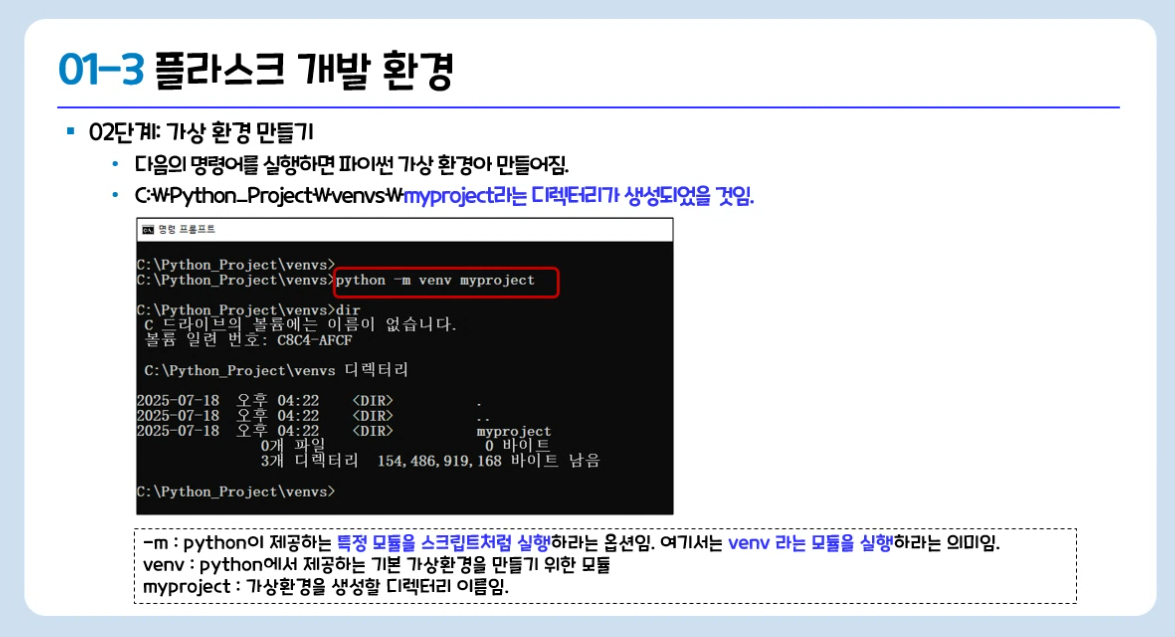 01-3 플라스크 개발 환경
02단계: 가상 환경 만들기
다음의 명령어를 실행하면 파이썬 가상 환경아 만들어짐.
C:₩Python_Project₩venvs₩myproject라는 디렉터리가 생성되었을 것임.
명령 프롬프트
C:\Python_Project\venvs>
C:\Python_Project\venvs>python -m venv myproject
C:\Python_Project\venvs>dir
C 드라이브의 볼륨에는 이름이 없습니다.
볼륨 일련 번호: C8C4-AFCF
C:\Python_Project\venvs 디렉터리
2025-07-18 오후 04:22 <DIR> .
2025-07-18 오후 04:22 <DIR> ..
2025-07-18 오후 04:22 <DIR> myproject
0개 파일 0 바이트
3개 디렉터리 154,486,919,168 바이트 남음
C:\Python_Project\venvs>
-m : python이 제공하는 특정 모듈을 스크립트처럼 실행하라는 옵션임. 여기서는 venv 라는 모듈을 실행하라는 의미임.
venv : python에서 제공하는 기본 가상환경을 만들기 위한 모듈
myproject : 가상환경을 생성할 디렉터리 이름임.